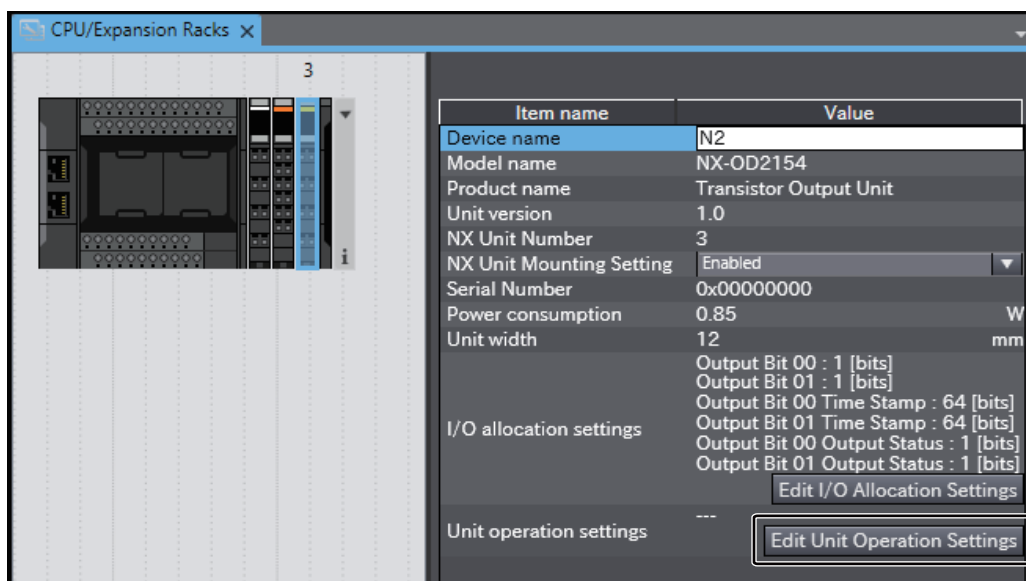 CPU/Expansion Racks
3
i
Item name Value
Device name N2
Model name NX-OD2154
Product name Transistor Output Unit
Unit version 1.0
NX Unit Number 3
NX Unit Mounting Setting Enabled
Serial Number 0x00000000
Power consumption 0.85 W
Unit width 12 mm
I/O allocation settings
Output Bit 00 : 1 [bits]
Output Bit 01 : 1 [bits]
Output Bit 00 Time Stamp : 64 [bits]
Output Bit 01 Time Stamp : 64 [bits]
Output Bit 00 Output Status : 1 [bits]
Output Bit 01 Output Status : 1 [bits]
Edit I/O Allocation Settings
Unit operation settings ---
Edit Unit Operation Settings